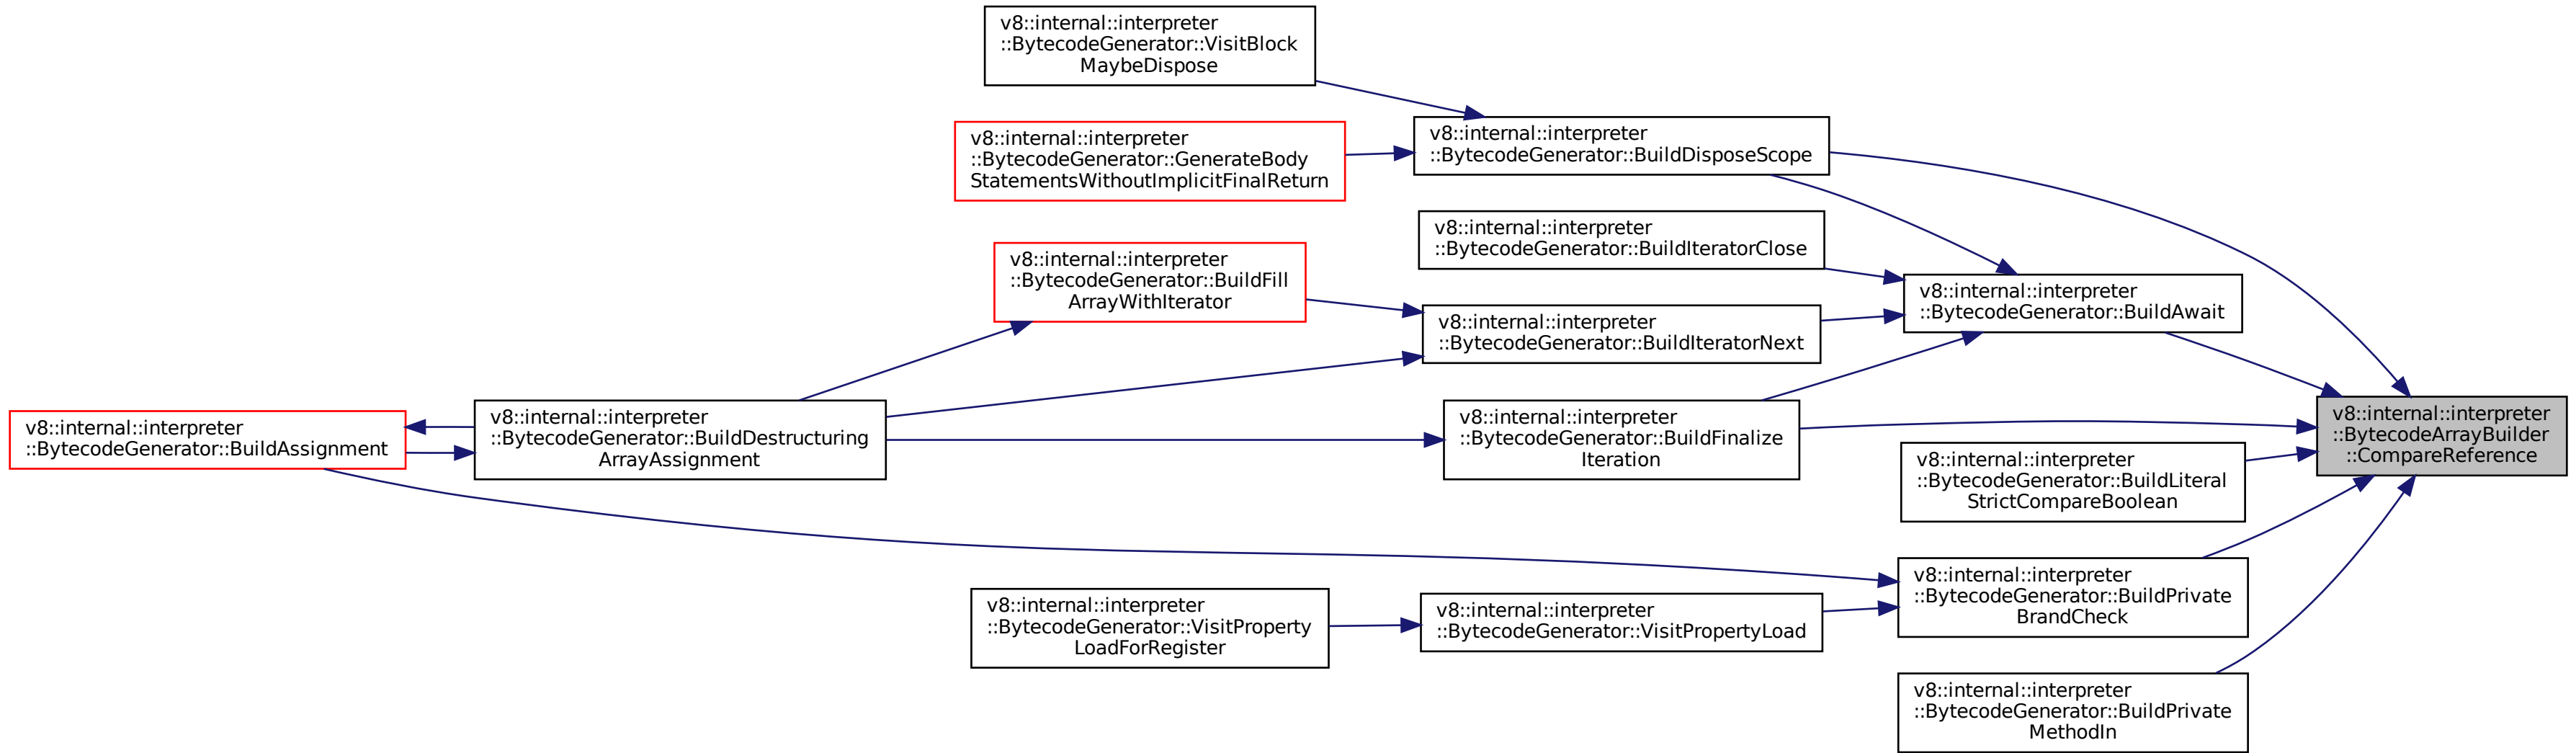 v8::internal::interpreter
::BytecodeGenerator::VisitBlock
MaybeDispose
v8::internal::interpreter
::BytecodeGenerator::GenerateBody
StatementsWithoutImplicitFinalReturn
v8::internal::interpreter
::BytecodeGenerator::BuildDisposeScope
v8::internal::interpreter
::BytecodeGenerator::BuildIteratorClose
v8::internal::interpreter
::BytecodeGenerator::BuildFill
ArrayWithIterator
v8::internal::interpreter
::BytecodeGenerator::BuildIteratorNext
v8::internal::interpreter
::BytecodeGenerator::BuildAwait
v8::internal::interpreter
::BytecodeGenerator::BuildAssignment
v8::internal::interpreter
::BytecodeGenerator::BuildDestructuring
ArrayAssignment
v8::internal::interpreter
::BytecodeGenerator::BuildFinalize
Iteration
v8::internal::interpreter
::BytecodeArrayBuilder
::CompareReference
v8::internal::interpreter
::BytecodeGenerator::BuildLiteral
StrictCompareBoolean
v8::internal::interpreter
::BytecodeGenerator::BuildPrivate
BrandCheck
v8::internal::interpreter
::BytecodeGenerator::VisitProperty
LoadForRegister
v8::internal::interpreter
::BytecodeGenerator::VisitPropertyLoad
v8::internal::interpreter
::BytecodeGenerator::BuildPrivate
MethodIn